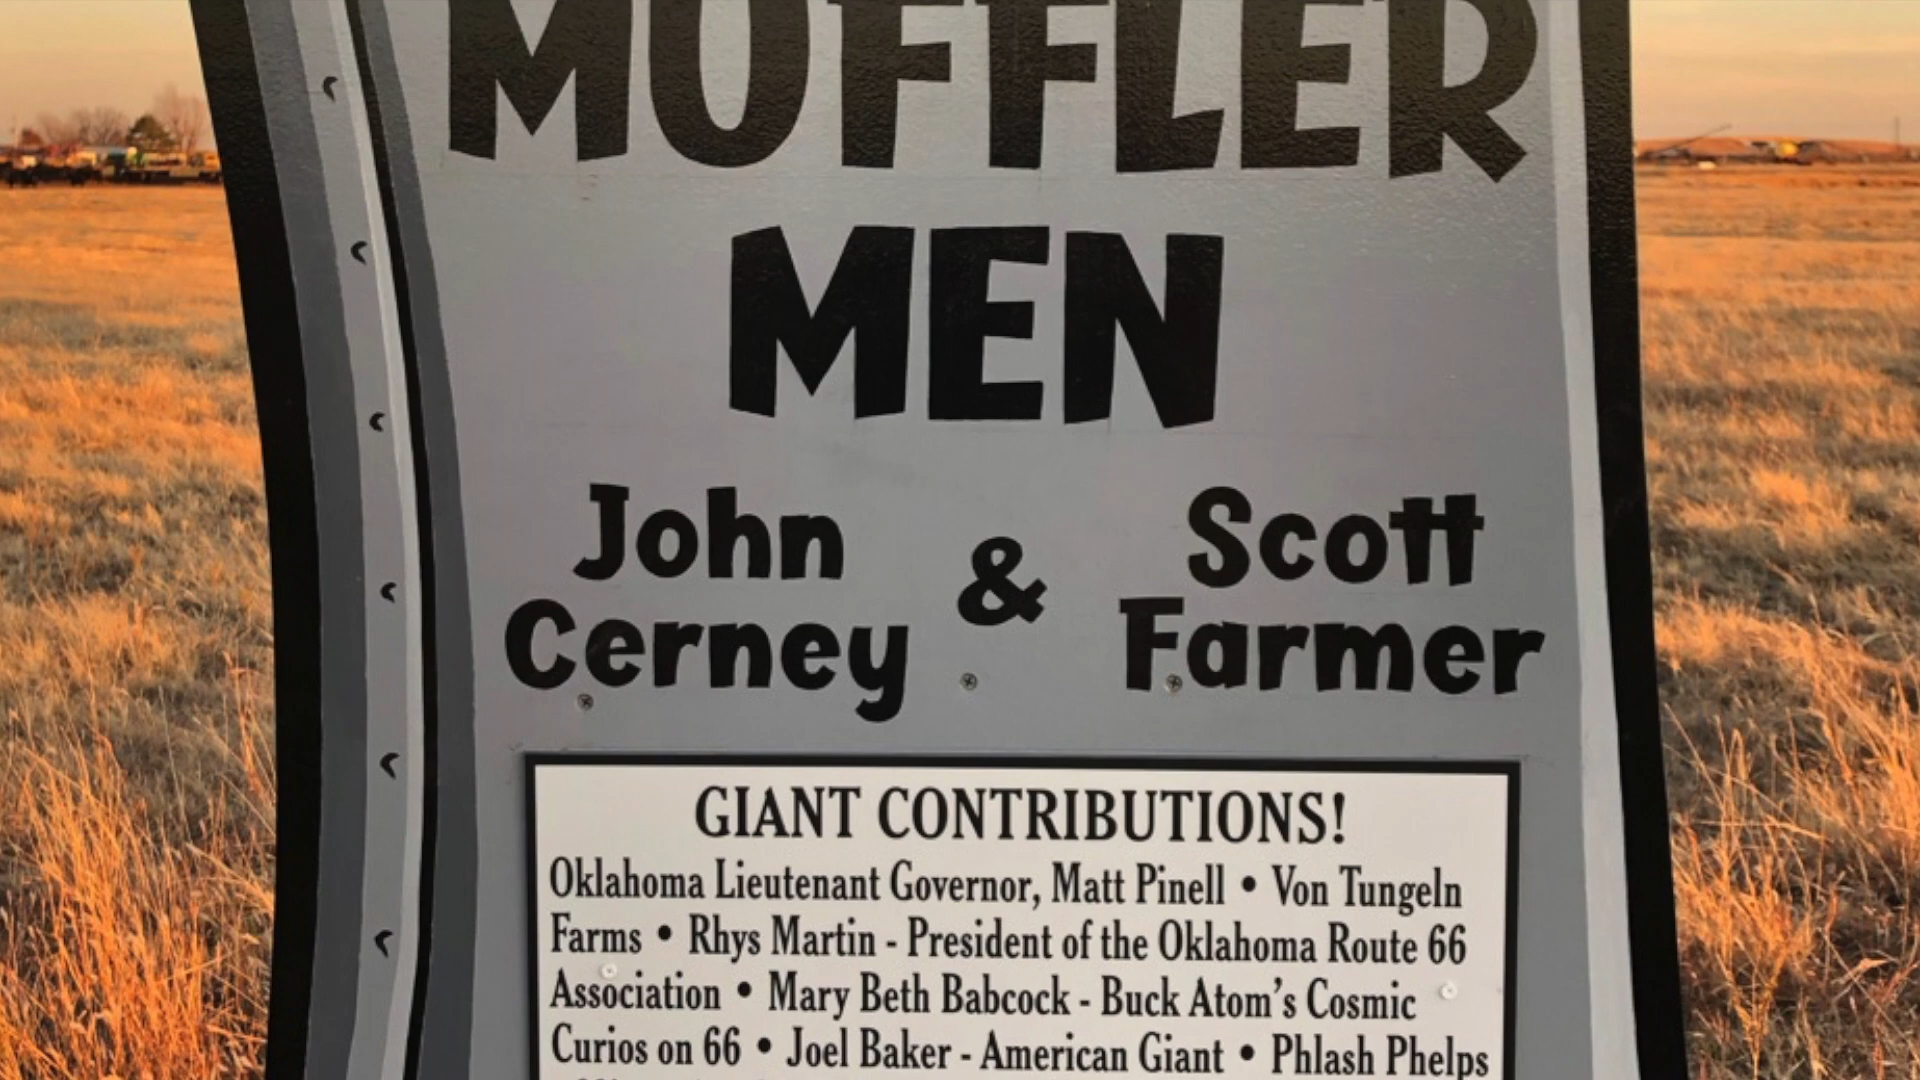 MUFFLER
MEN
John Scott
Cerney & Farmer
GIANT CONTRIBUTIONS!
Oklahoma Lieutenant Governor, Matt Pinell • Von Tungeln
Farms • Rhys Martin - President of the Oklahoma Route 66
Association • Mary Beth Babcock - Buck Atom's Cosmic
Curios on 66 • Joel Baker - American Giant • Phlash Phelps